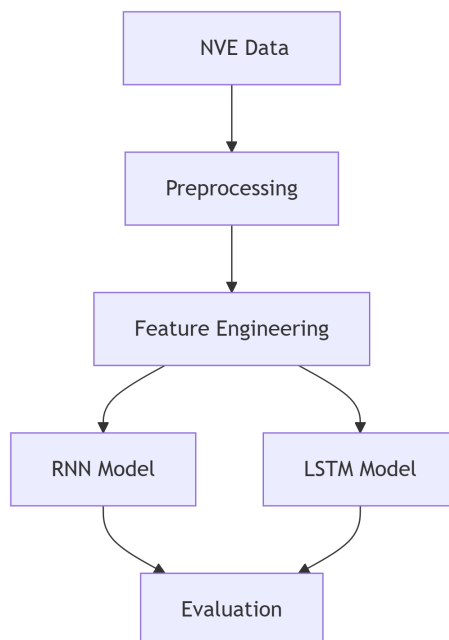 NVE Data
Preprocessing
Feature Engineering
RNN Model
LSTM Model
Evaluation